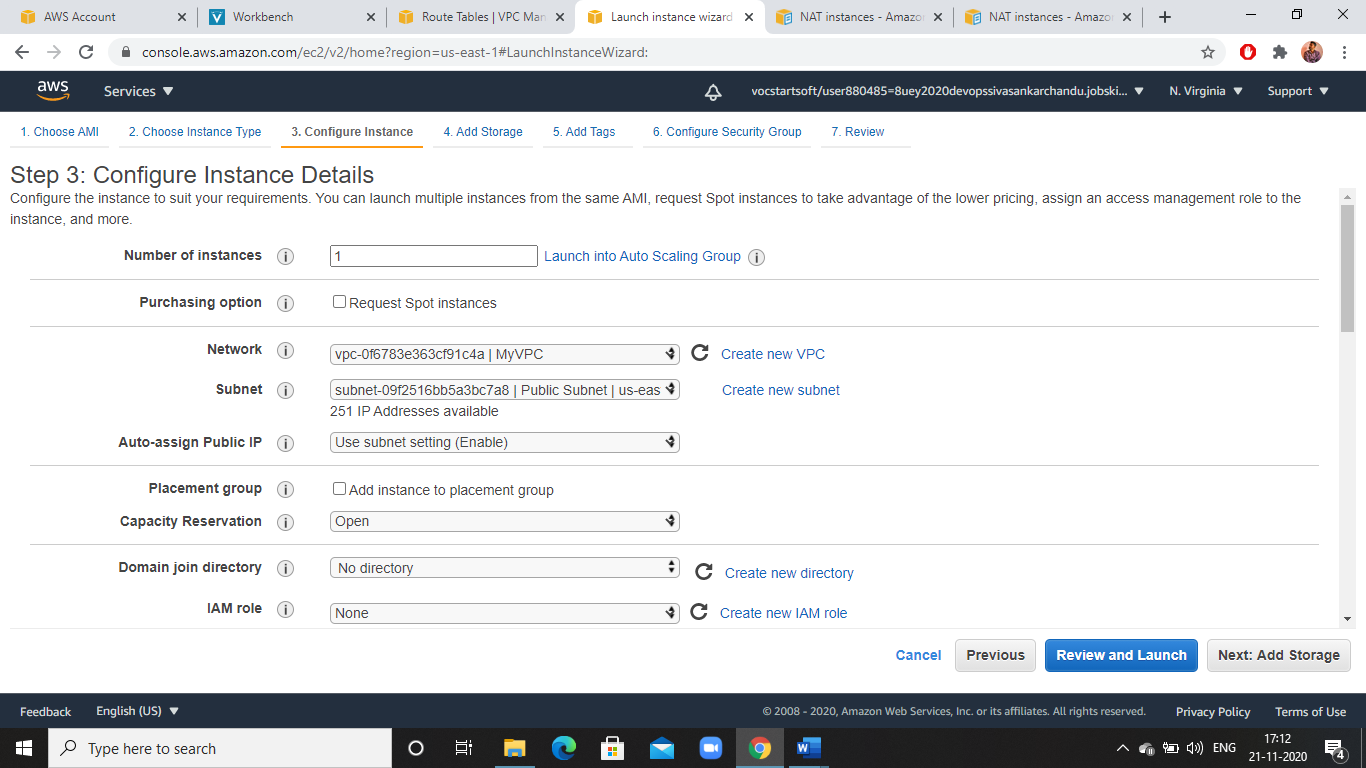 AWS Account
Workbench
Route Tables | VPC Man
Launch instance wizard
NAT instances - Amazo
NAT instances - Amazo
console.aws.amazon.com/ec2/v2/home?region=us-east-1#LaunchInstanceWizard:
aws
Services
vocstartsoft/user880485=8uey2020devopssivasankarchandu.jobski...
N. Virginia
Support
1. Choose AMI
2. Choose Instance Type
3. Configure Instance
4. Add Storage
5. Add Tags
6. Configure Security Group
7. Review
Step 3: Configure Instance Details
Configure the instance to suit your requirements. You can launch multiple instances from the same AMI, request Spot instances to take advantage of the lower pricing, assign an access management role to the
instance, and more.
Number of instances
1
Launch into Auto Scaling Group
Purchasing option
Request Spot instances
Network
vpc-0f6783e363cf91c4a | MyVPC
Create new VPC
Subnet
subnet-09f2516bb5a3bc7a8 | Public Subnet | us-eas
Create new subnet
251 IP Addresses available
Auto-assign Public IP
Use subnet setting (Enable)
Placement group
Add instance to placement group
Capacity Reservation
Open
Domain join directory
No directory
Create new directory
IAM role
None
Create new IAM role
Cancel
Previous
Review and Launch
Next: Add Storage
Feedback
English (US)
© 2008 - 2020, Amazon Web Services, Inc. or its affiliates. All rights reserved.
Privacy Policy
Terms of Use
Type here to search
ENG
17:12
21-11-2020
4